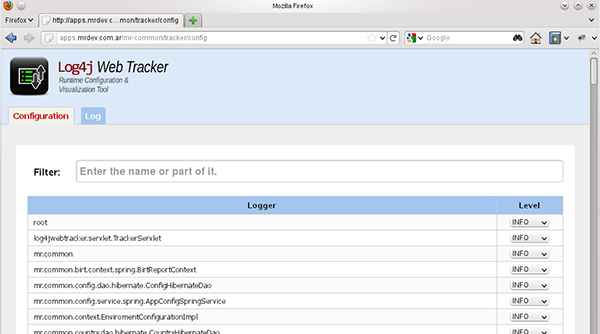 Mozilla Firefox
Firefox http://apps.mrdev.c...mon/tracker/config
apps.mrdev.com.ar/mr-common/tracker/config Google
Log4j Web Tracker
Runtime Configuration &
Visualization Tool
Configuration Log
Filter: Enter the name or part of it.
Logger Level
root INFO
log4jwebtracker.servlet.TrackerServlet INFO
mr.common INFO
mr.common.birt.context.spring.BirtReportContext INFO
mr.common.config.dao.hibernate.ConfigHibernateDao INFO
mr.common.config.service.spring.AppConfigSpringService INFO
mr.common.context.EnviromentConfigurationImpl INFO
mr.common.country.dao.hibernate.CountryHibernateDao INFO